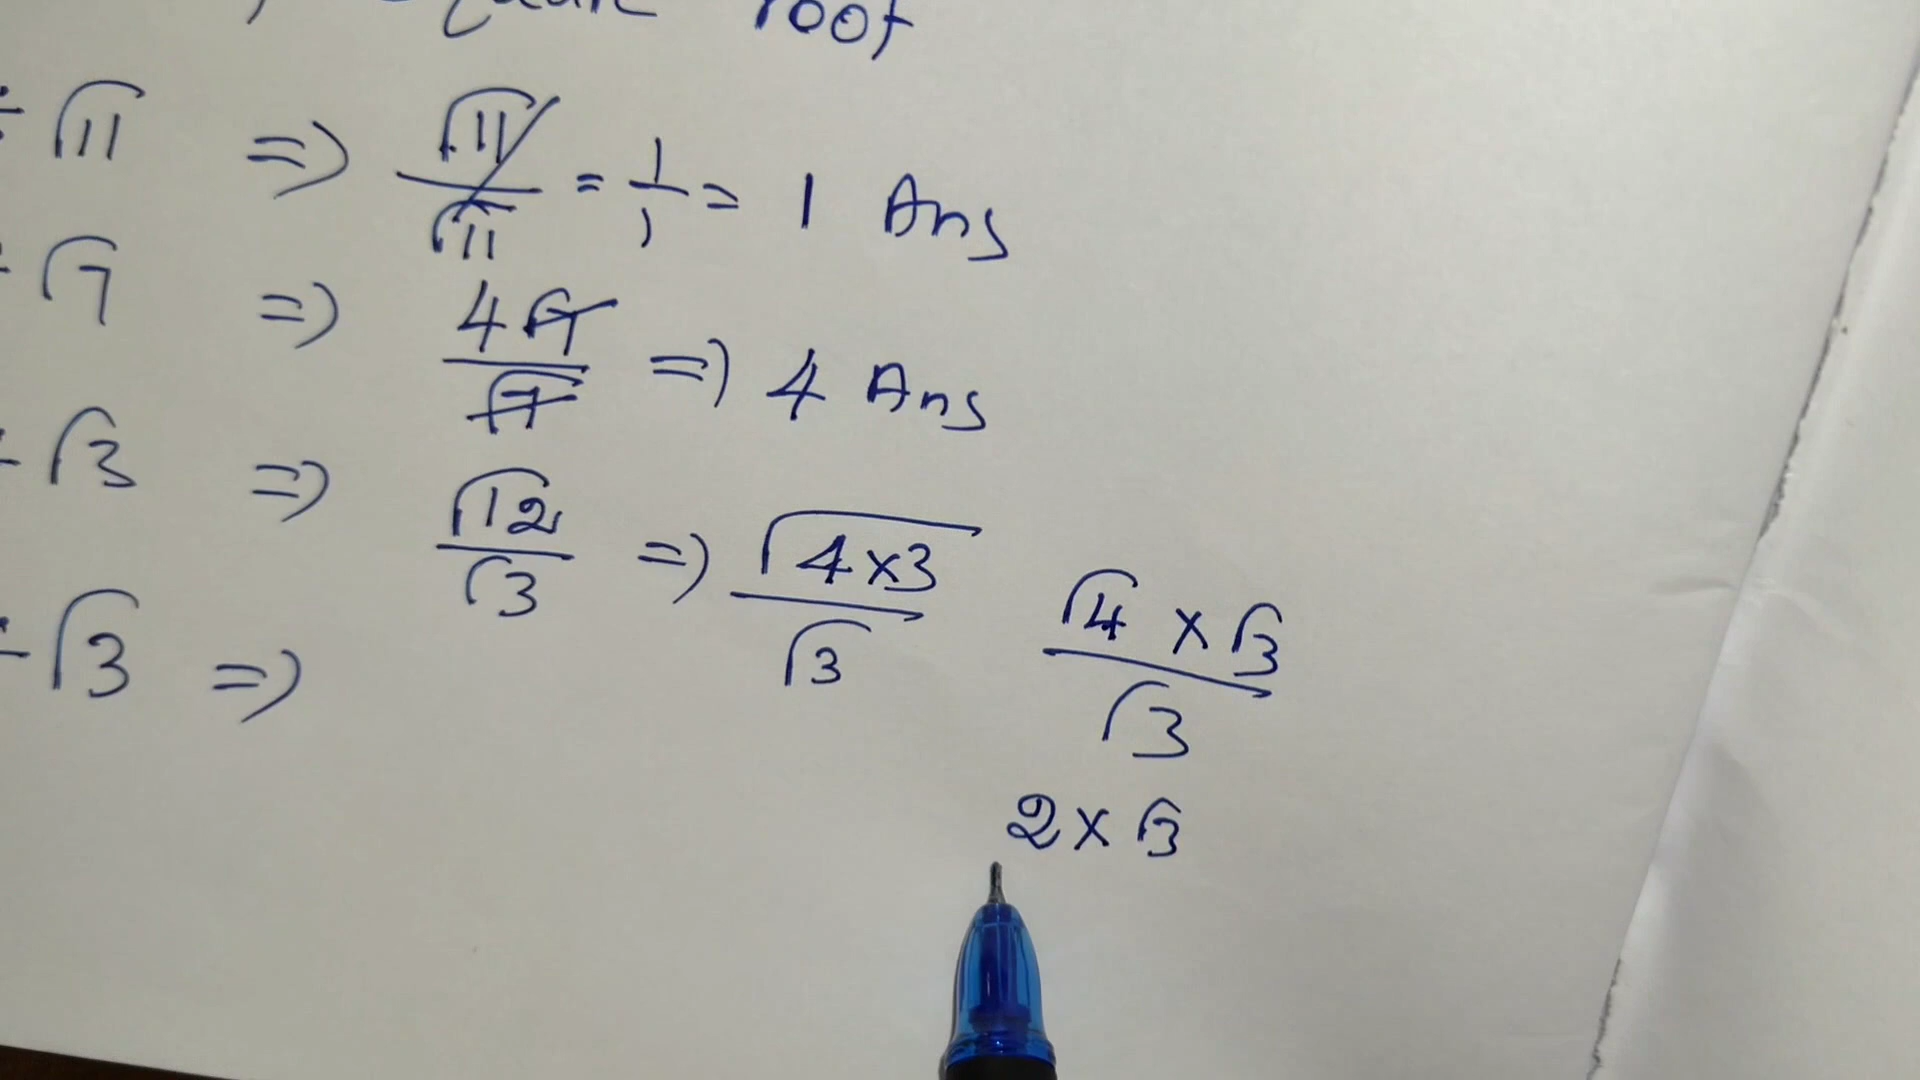 root
÷ √11 => √11/√11 = 1/1 = 1 Ans
÷ √7 => 4√7/√7 => 4 Ans
÷ √3 => √12/√3 => √4×3/√3 √4 × √3/√3
÷ √3 =>
2 × √3